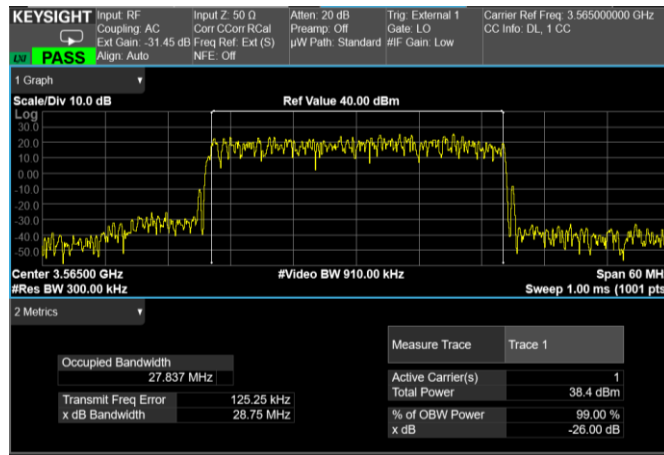 KEYSIGHT Input: RF Input Z: 50 Ω Atten: 20 dB Trig: External 1 Carrier Ref Freq: 3.565000000 GHz
Coupling: AC Corr CCorr RCal Preamp: Off Gate: LO CC Info: DL, 1 CC
Ext Gain: -31.45 dB Freq Ref: Ext (S) µW Path: Standard #IF Gain: Low
LXI PASS Align: Auto NFE: Off
1 Graph
Scale/Div 10.0 dB Ref Value 40.00 dBm
Log
30.0
20.0
10.0
0.00
-10.0
-20.0
-30.0
-40.0
-50.0
Center 3.56500 GHz #Video BW 910.00 kHz Span 60 MH
#Res BW 300.00 kHz Sweep 1.00 ms (1001 pts
2 Metrics
Measure Trace Trace 1
Occupied Bandwidth
27.837 MHz
Active Carrier(s) 1
Transmit Freq Error 125.25 kHz Total Power 38.4 dBm
x dB Bandwidth 28.75 MHz % of OBW Power 99.00 %
x dB -26.00 dB